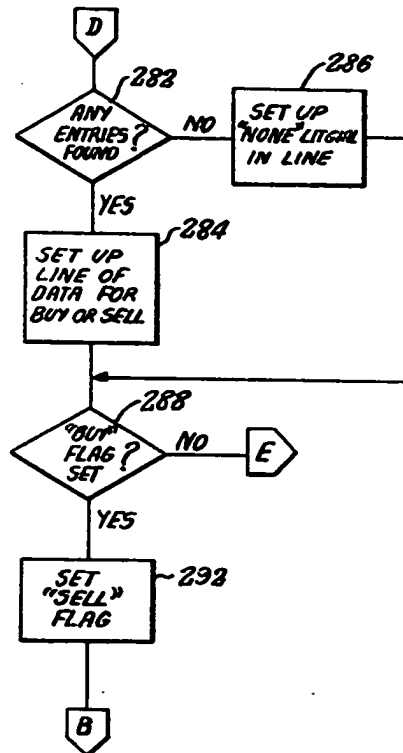 D
282
ANY
ENTRIES
FOUND?
NO
286
SET UP
"NONE" LITGRAL
IN LINE
YES
284
SET UP
LINE OF
DATA FOR
BUY OR SELL
288
"BUY"
FLAG
SET?
NO
E
YES
292
SET
"SELL"
FLAG
B